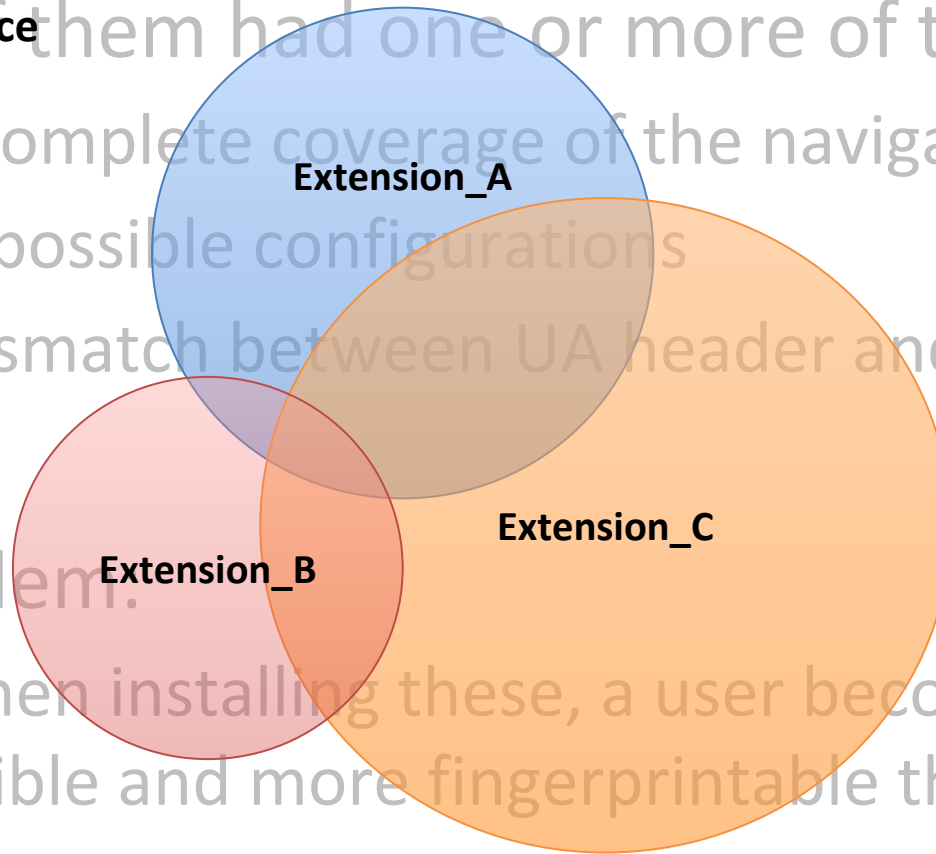 ce
them had one or more of t
omplete coverage of the naviga
Extension_A
possible configurations
smatch between UA header and
Extension_C
Extension_B
lem.
hen installing these, a user beco
ible and more fingerprintable th